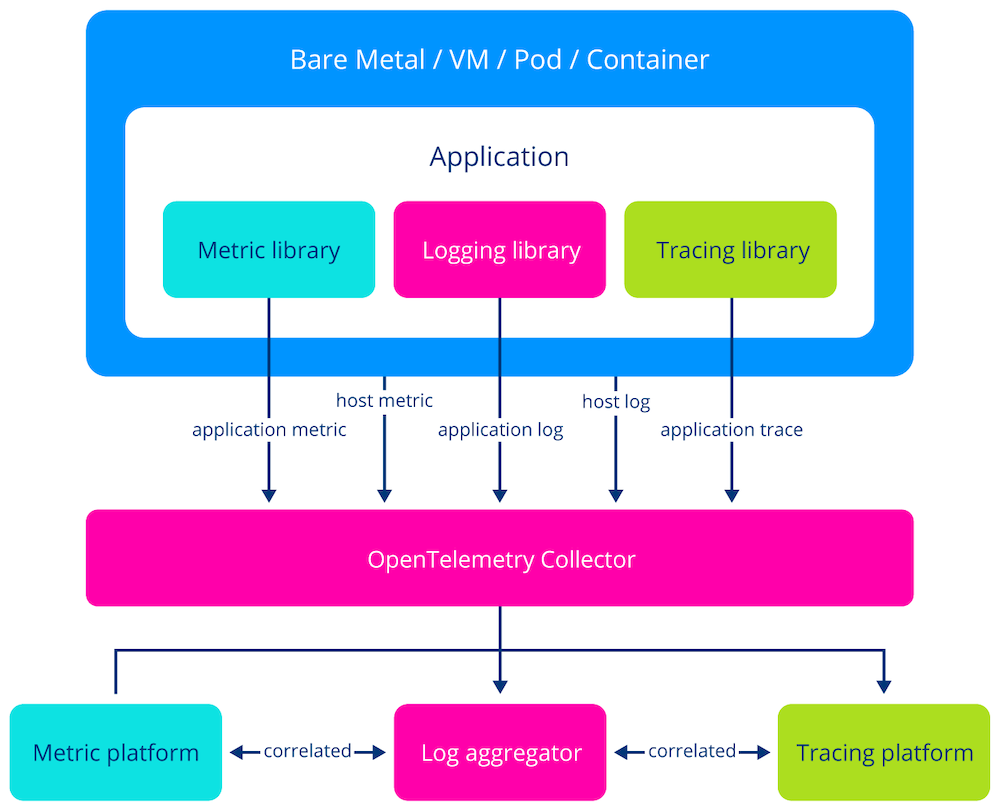 Bare Metal / VM / Pod / Container
Application
Metric library
Logging library
Tracing library
host metric
host log
application metric
application log
application trace
OpenTelemetry Collector
Metric platform
correlated
Log aggregator
correlated
Tracing platform